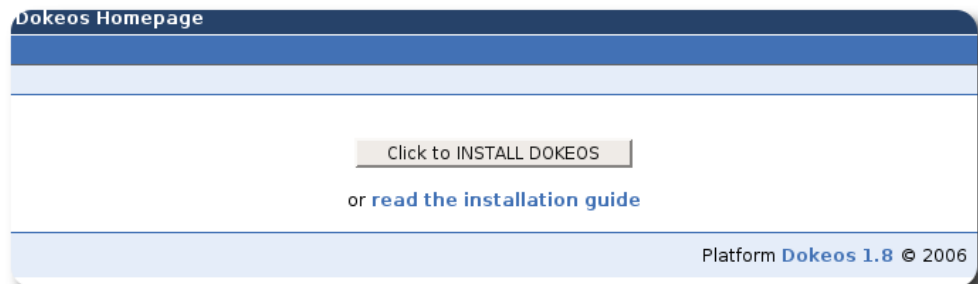 Dokeos Homepage
Click to INSTALL DOKEOS
or read the installation guide
Platform Dokeos 1.8 © 2006